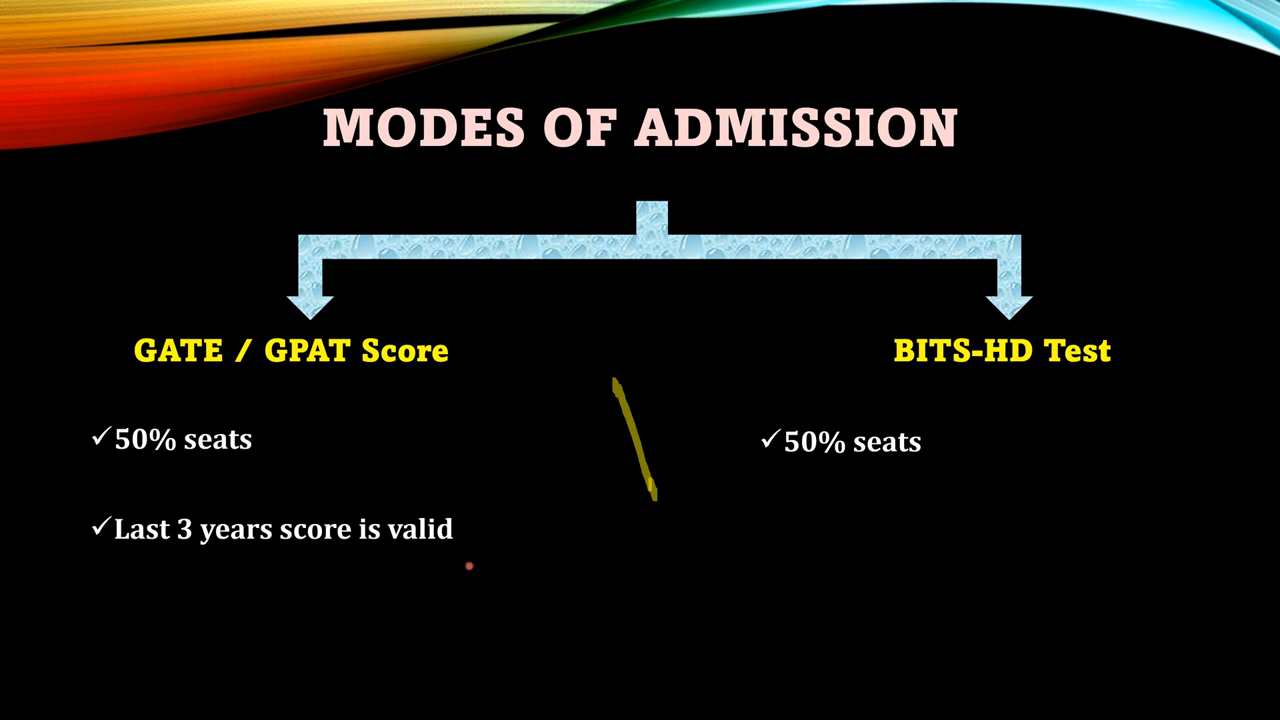 MODES OF ADMISSION
GATE / GPAT Score
✓50% seats
✓Last 3 years score is valid
BITS-HD Test
✓50% seats